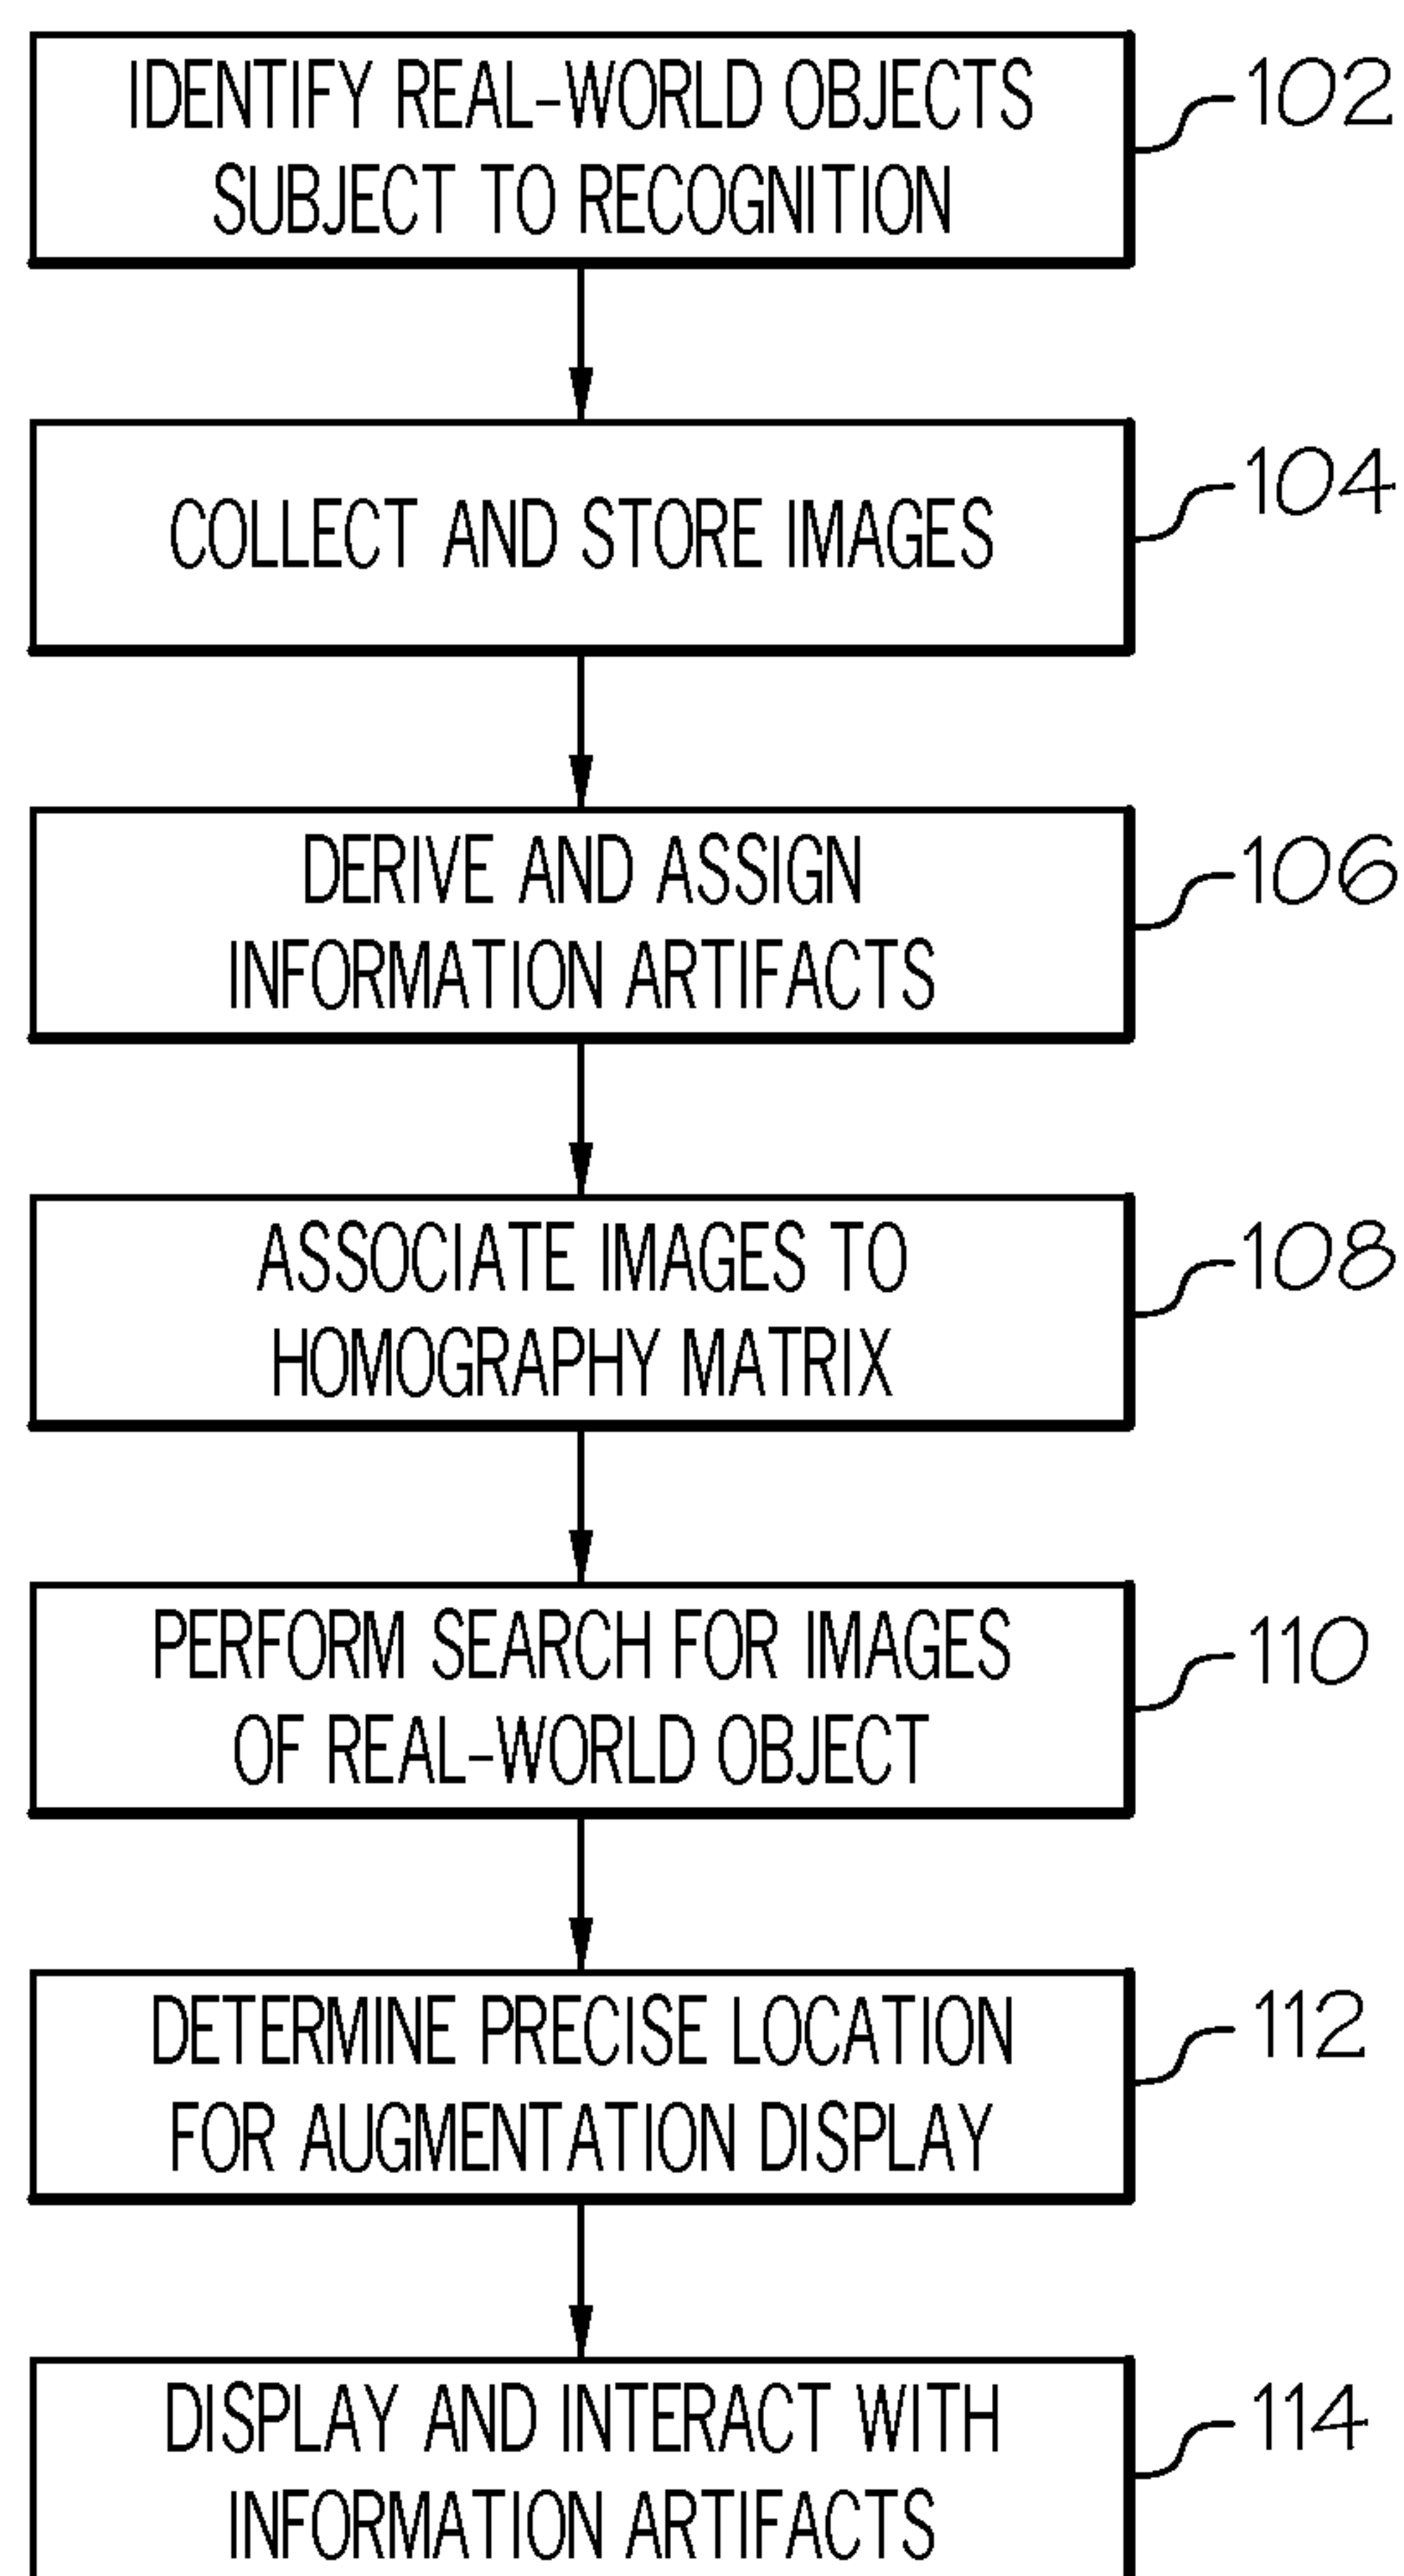 IDENTIFY REAL-WORLD OBJECTS
SUBJECT TO RECOGNITION
102
COLLECT AND STORE IMAGES
104
DERIVE AND ASSIGN
INFORMATION ARTIFACTS
106
ASSOCIATE IMAGES TO
HOMOGRAPHY MATRIX
108
PERFORM SEARCH FOR IMAGES
OF REAL-WORLD OBJECT
110
DETERMINE PRECISE LOCATION
FOR AUGMENTATION DISPLAY
112
DISPLAY AND INTERACT WITH
INFORMATION ARTIFACTS
114